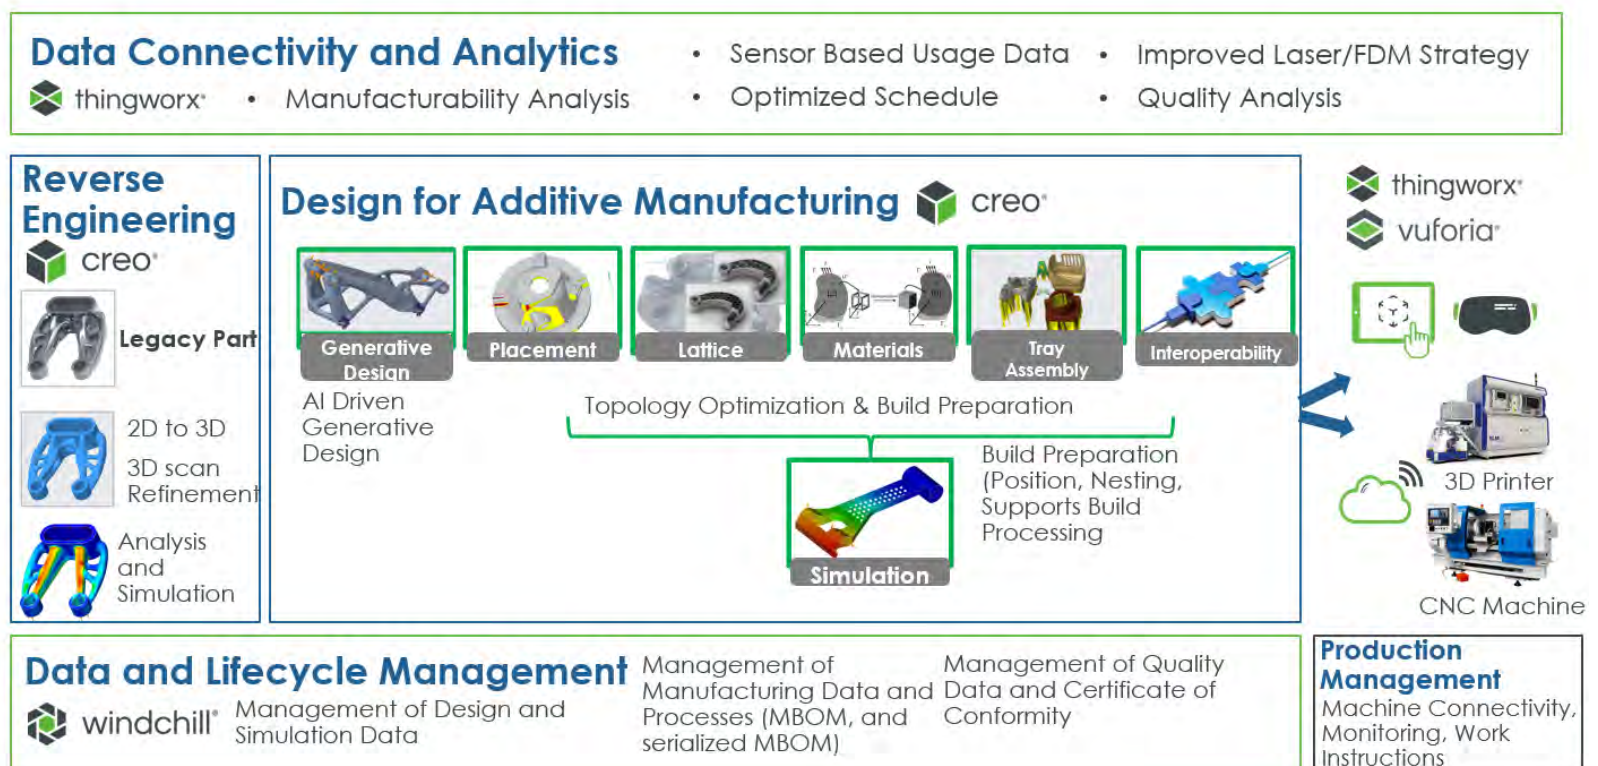 Data Connectivity and Analytics
thingworx®
• Manufacturability Analysis
• Sensor Based Usage Data
• Optimized Schedule
• Improved Laser/FDM Strategy
• Quality Analysis
Reverse
Engineering
creo®
Legacy Part
2D to 3D
3D scan
Refinement
Analysis
and
Simulation
Design for Additive Manufacturing
creo®
Generative
Design
Placement
Lattice
Materials
Tray
Assembly
Interoperability
AI Driven
Generative
Design
Topology Optimization & Build Preparation
Simulation
Build Preparation
(Position, Nesting,
Supports Build
Processing
thingworx®
vuforia®
3D Printer
CNC Machine
Data and Lifecycle Management
windchill®
Management of Design and
Simulation Data
Management of
Manufacturing Data and
Processes (MBOM, and
serialized MBOM)
Management of Quality
Data and Certificate of
Conformity
Production
Management
Machine Connectivity,
Monitoring, Work
Instructions